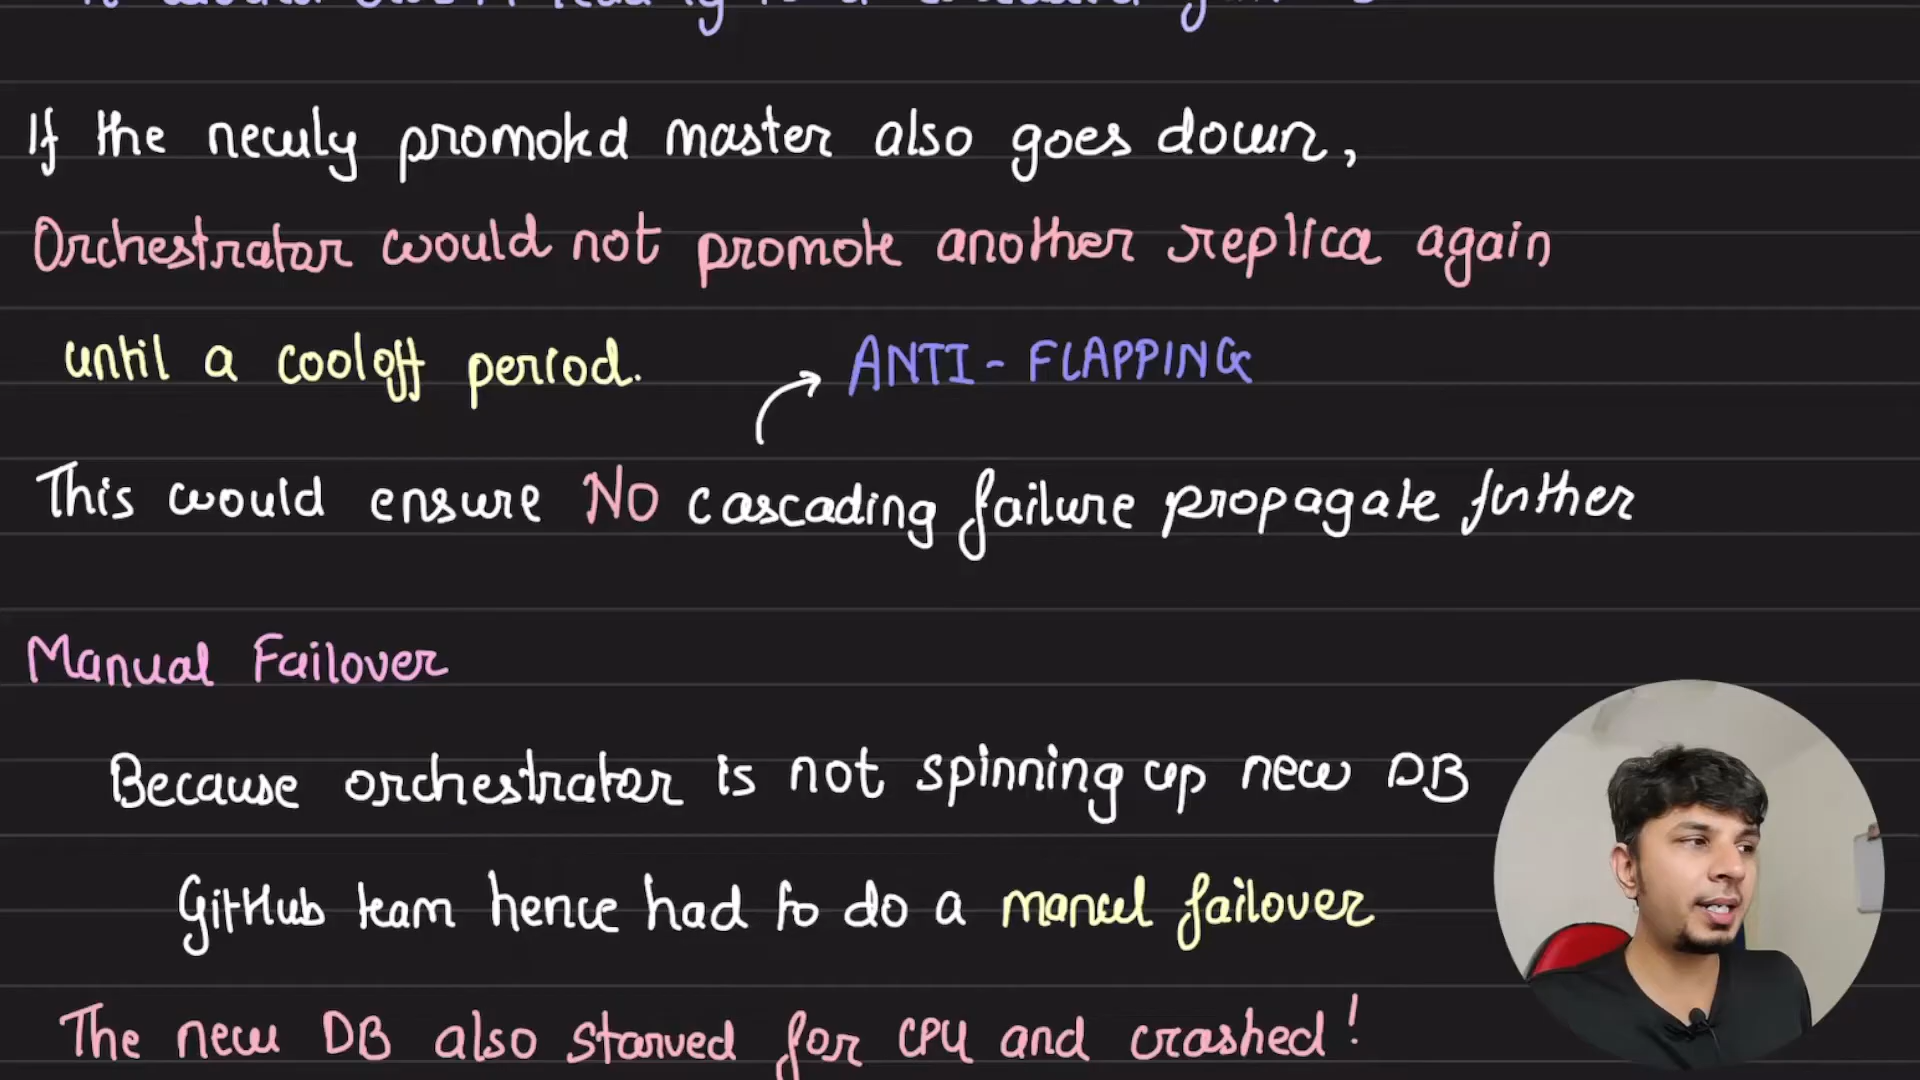 If the newly promoted master also goes down,
Orchestrator would not promote another replica again
until a cooloff period.
ANTI-FLAPPING
This would ensure NO cascading failure propagate further
Manual Failover
Because orchestrator is not spinning up new DB
GitHub team hence had to do a manual failover
The new DB also starved for CPU and crashed!